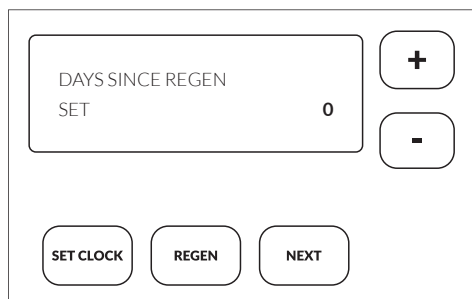 DAYS SINCE REGEN
SET 0
+
-
SET CLOCK REGEN NEXT